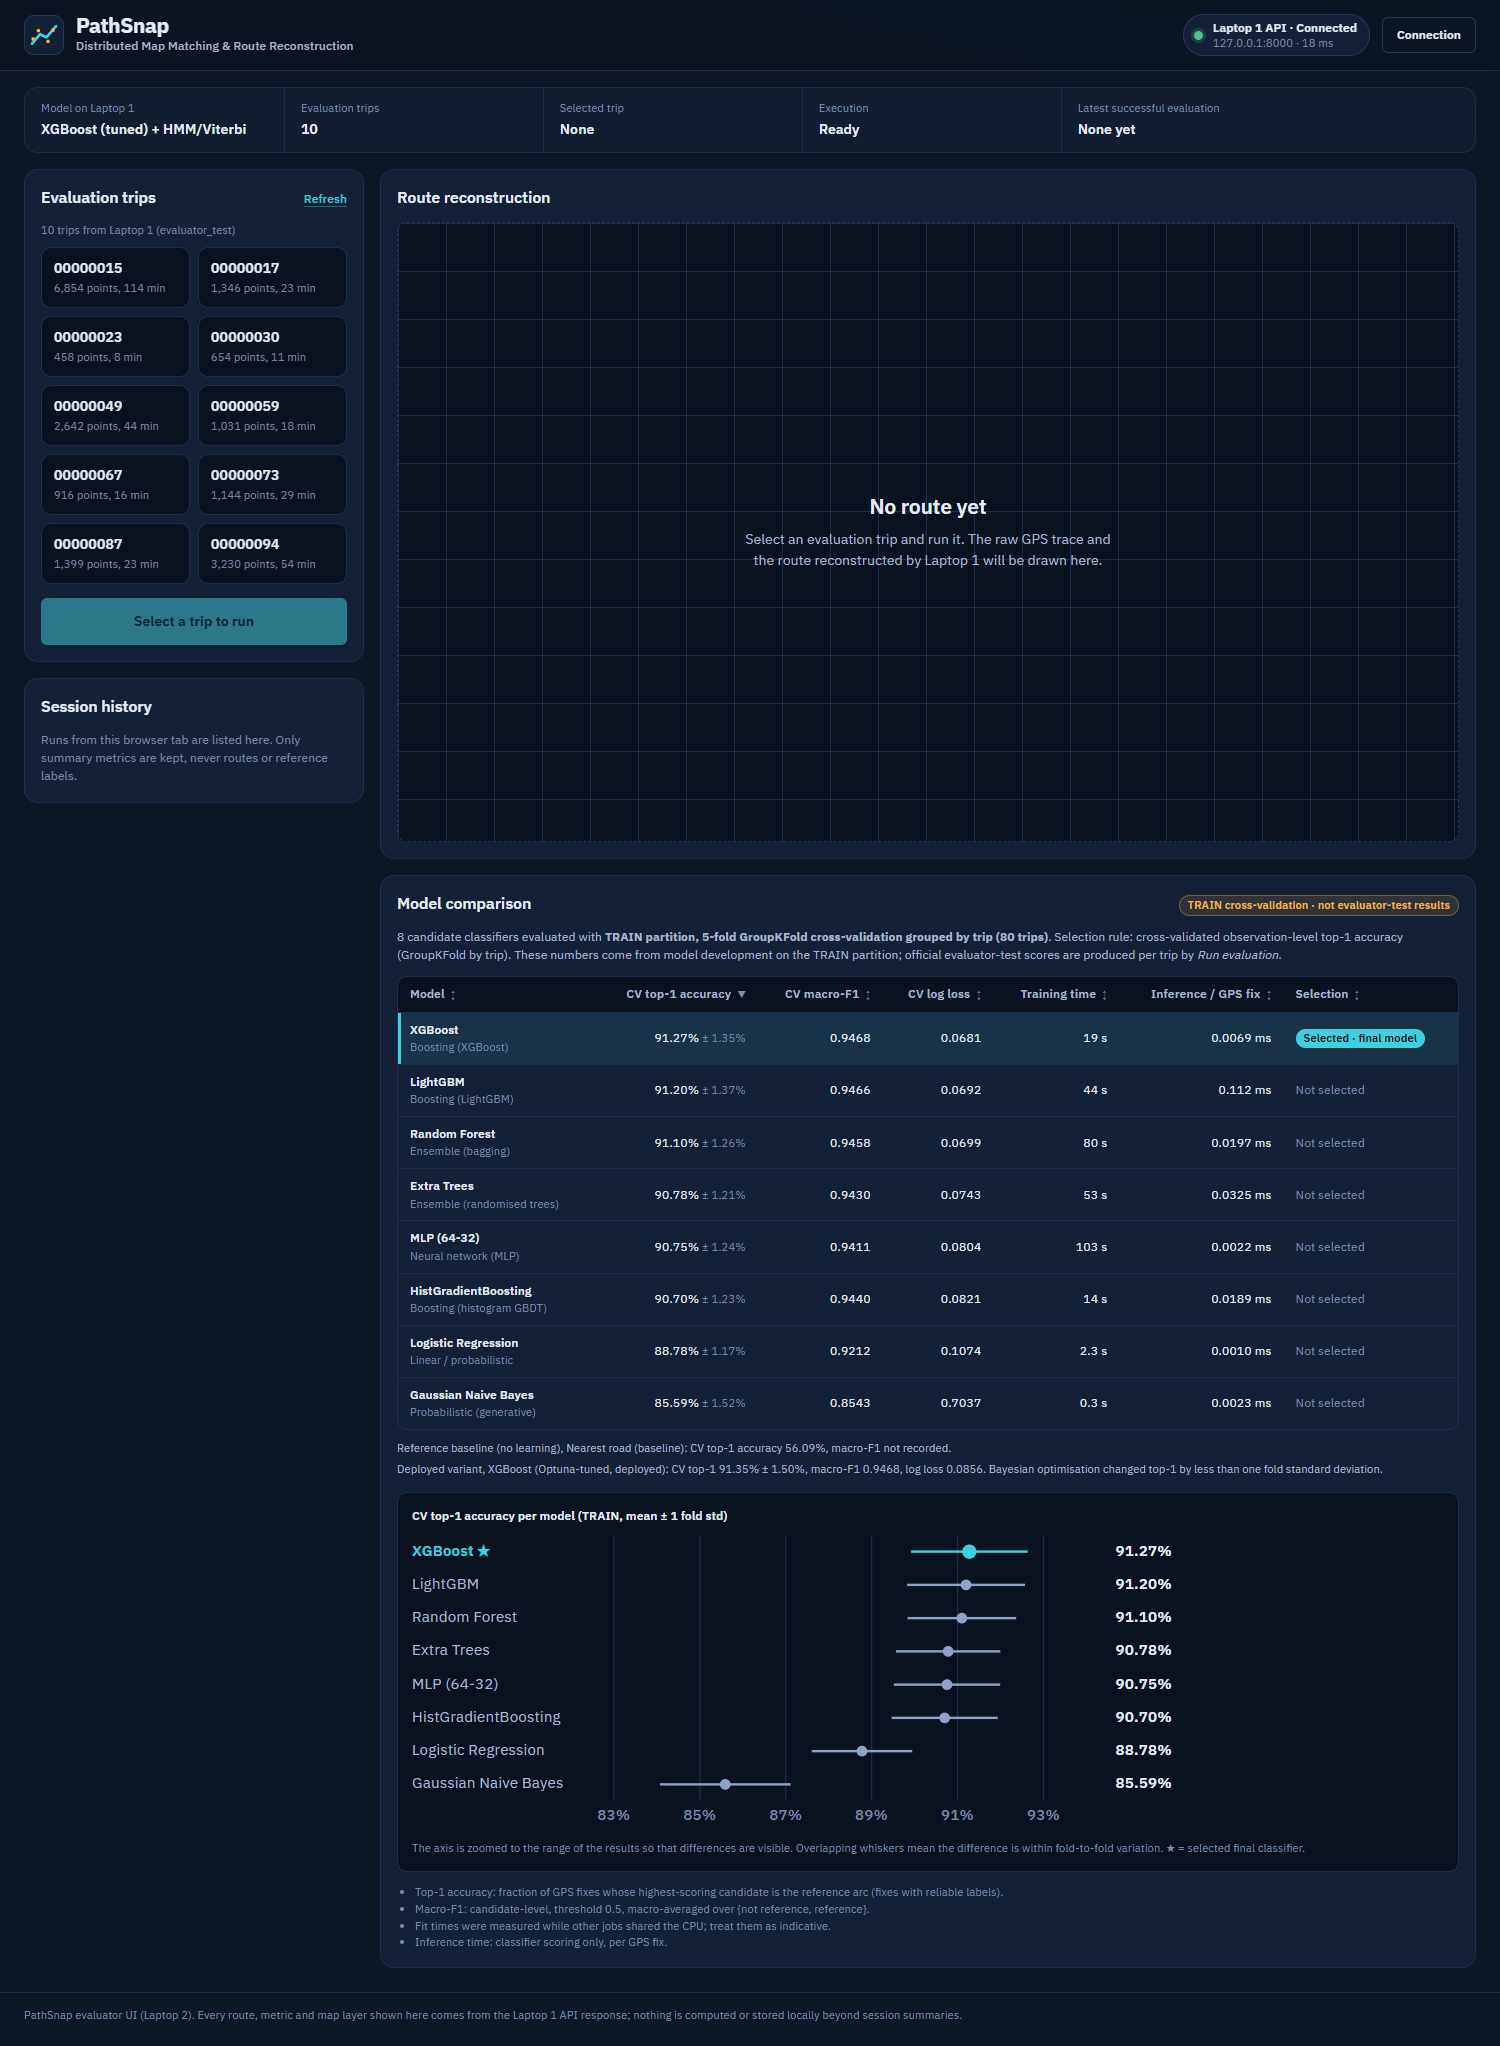 PathSnap
Distributed Map Matching & Route Reconstruction
Laptop 1 API · Connected
127.0.0.1:8000 · 18 ms
Connection
Model on Laptop 1
XGBoost (tuned) + HMM/Viterbi
Evaluation trips
10
Selected trip
None
Execution
Ready
Latest successful evaluation
None yet
Evaluation trips
Refresh
10 trips from Laptop 1 (evaluator_test)
00000015
6,854 points, 114 min
00000017
1,346 points, 23 min
00000023
458 points, 8 min
00000030
654 points, 11 min
00000049
2,642 points, 44 min
00000059
1,031 points, 18 min
00000067
916 points, 16 min
00000073
1,144 points, 29 min
00000087
1,399 points, 23 min
00000094
3,230 points, 54 min
Select a trip to run
Session history
Runs from this browser tab are listed here. Only
summary metrics are kept, never routes or reference
labels.
Route reconstruction
No route yet
Select an evaluation trip and run it. The raw GPS trace and
the route reconstructed by Laptop 1 will be drawn here.
Model comparison
TRAIN cross-validation · not evaluator-test results
8 candidate classifiers evaluated with TRAIN partition, 5-fold GroupKFold cross-validation grouped by trip (80 trips). Selection rule: cross-validated observation-level top-1 accuracy
(GroupKFold by trip). These numbers come from model development on the TRAIN partition; official evaluator-test scores are produced per trip by Run evaluation.
Model ↕ CV top-1 accuracy ▼ CV macro-F1 ↕ CV log loss ↕ Training time ↕ Inference / GPS fix ↕ Selection ↕
XGBoost
Boosting (XGBoost)
91.27% ± 1.35% 0.9468 0.0681 19 s 0.0069 ms Selected · final model
LightGBM
Boosting (LightGBM)
91.20% ± 1.37% 0.9466 0.0692 44 s 0.112 ms Not selected
Random Forest
Ensemble (bagging)
91.10% ± 1.26% 0.9458 0.0699 80 s 0.0197 ms Not selected
Extra Trees
Ensemble (randomised trees)
90.78% ± 1.21% 0.9430 0.0743 53 s 0.0325 ms Not selected
MLP (64-32)
Neural network (MLP)
90.75% ± 1.24% 0.9411 0.0804 103 s 0.0022 ms Not selected
HistGradientBoosting
Boosting (histogram GBDT)
90.70% ± 1.23% 0.9440 0.0821 14 s 0.0189 ms Not selected
Logistic Regression
Linear / probabilistic
88.78% ± 1.17% 0.9212 0.1074 2.3 s 0.0010 ms Not selected
Gaussian Naive Bayes
Probabilistic (generative)
85.59% ± 1.52% 0.8543 0.7037 0.3 s 0.0023 ms Not selected
Reference baseline (no learning), Nearest road (baseline): CV top-1 accuracy 56.09%, macro-F1 not recorded.
Deployed variant, XGBoost (Optuna-tuned, deployed): CV top-1 91.35% ± 1.50%, macro-F1 0.9468, log loss 0.0856. Bayesian optimisation changed top-1 by less than one fold standard deviation.
CV top-1 accuracy per model (TRAIN, mean ± 1 fold std)
XGBoost ★ 91.27%
LightGBM 91.20%
Random Forest 91.10%
Extra Trees 90.78%
MLP (64-32) 90.75%
HistGradientBoosting 90.70%
Logistic Regression 88.78%
Gaussian Naive Bayes 85.59%
83% 85% 87% 89% 91% 93%
The axis is zoomed to the range of the results so that differences are visible. Overlapping whiskers mean the difference is within fold-to-fold variation. ★ = selected final classifier.
• Top-1 accuracy: fraction of GPS fixes whose highest-scoring candidate is the reference arc (fixes with reliable labels).
• Macro-F1: candidate-level, threshold 0.5, macro-averaged over {not reference, reference}.
• Fit times were measured while other jobs shared the CPU; treat them as indicative.
• Inference time: classifier scoring only, per GPS fix.
PathSnap evaluator UI (Laptop 2). Every route, metric and map layer shown here comes from the Laptop 1 API response; nothing is computed or stored locally beyond session summaries.